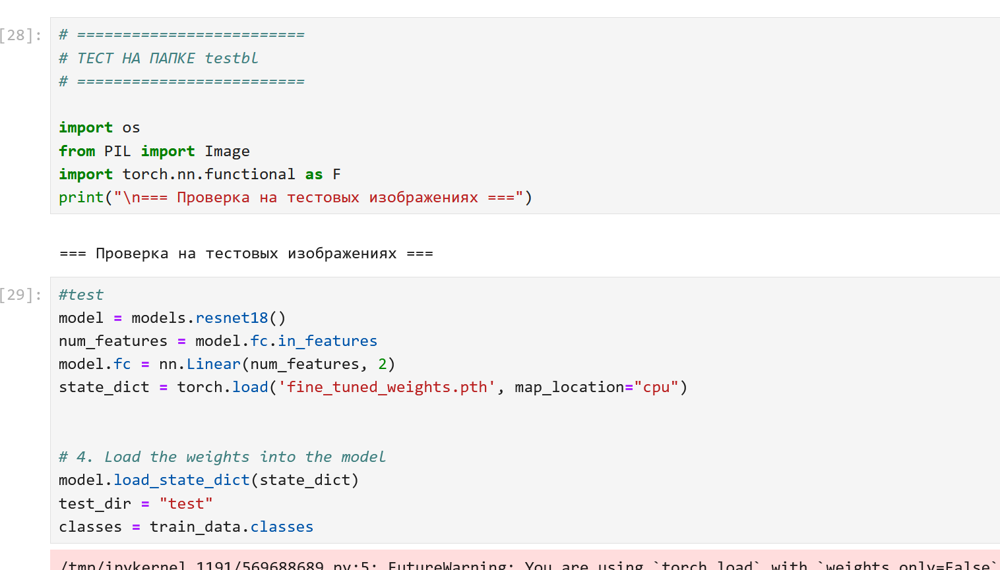 [28]:
# =========================
# ТЕСТ НА ПАПКЕ testbl
# =========================
import os
from PIL import Image
import torch.nn.functional as F
print("\n=== Проверка на тестовых изображениях ===")
=== Проверка на тестовых изображениях ===
[29]:
#test
model = models.resnet18()
num_features = model.fc.in_features
model.fc = nn.Linear(num_features, 2)
state_dict = torch.load('fine_tuned_weights.pth', map_location="cpu")
# 4. Load the weights into the model
model.load_state_dict(state_dict)
test_dir = "test"
classes = train_data.classes
/tmp/ipykernel_1191/569688689.py:5: FutureWarning: You are using `torch.load` with `weights_only=False`